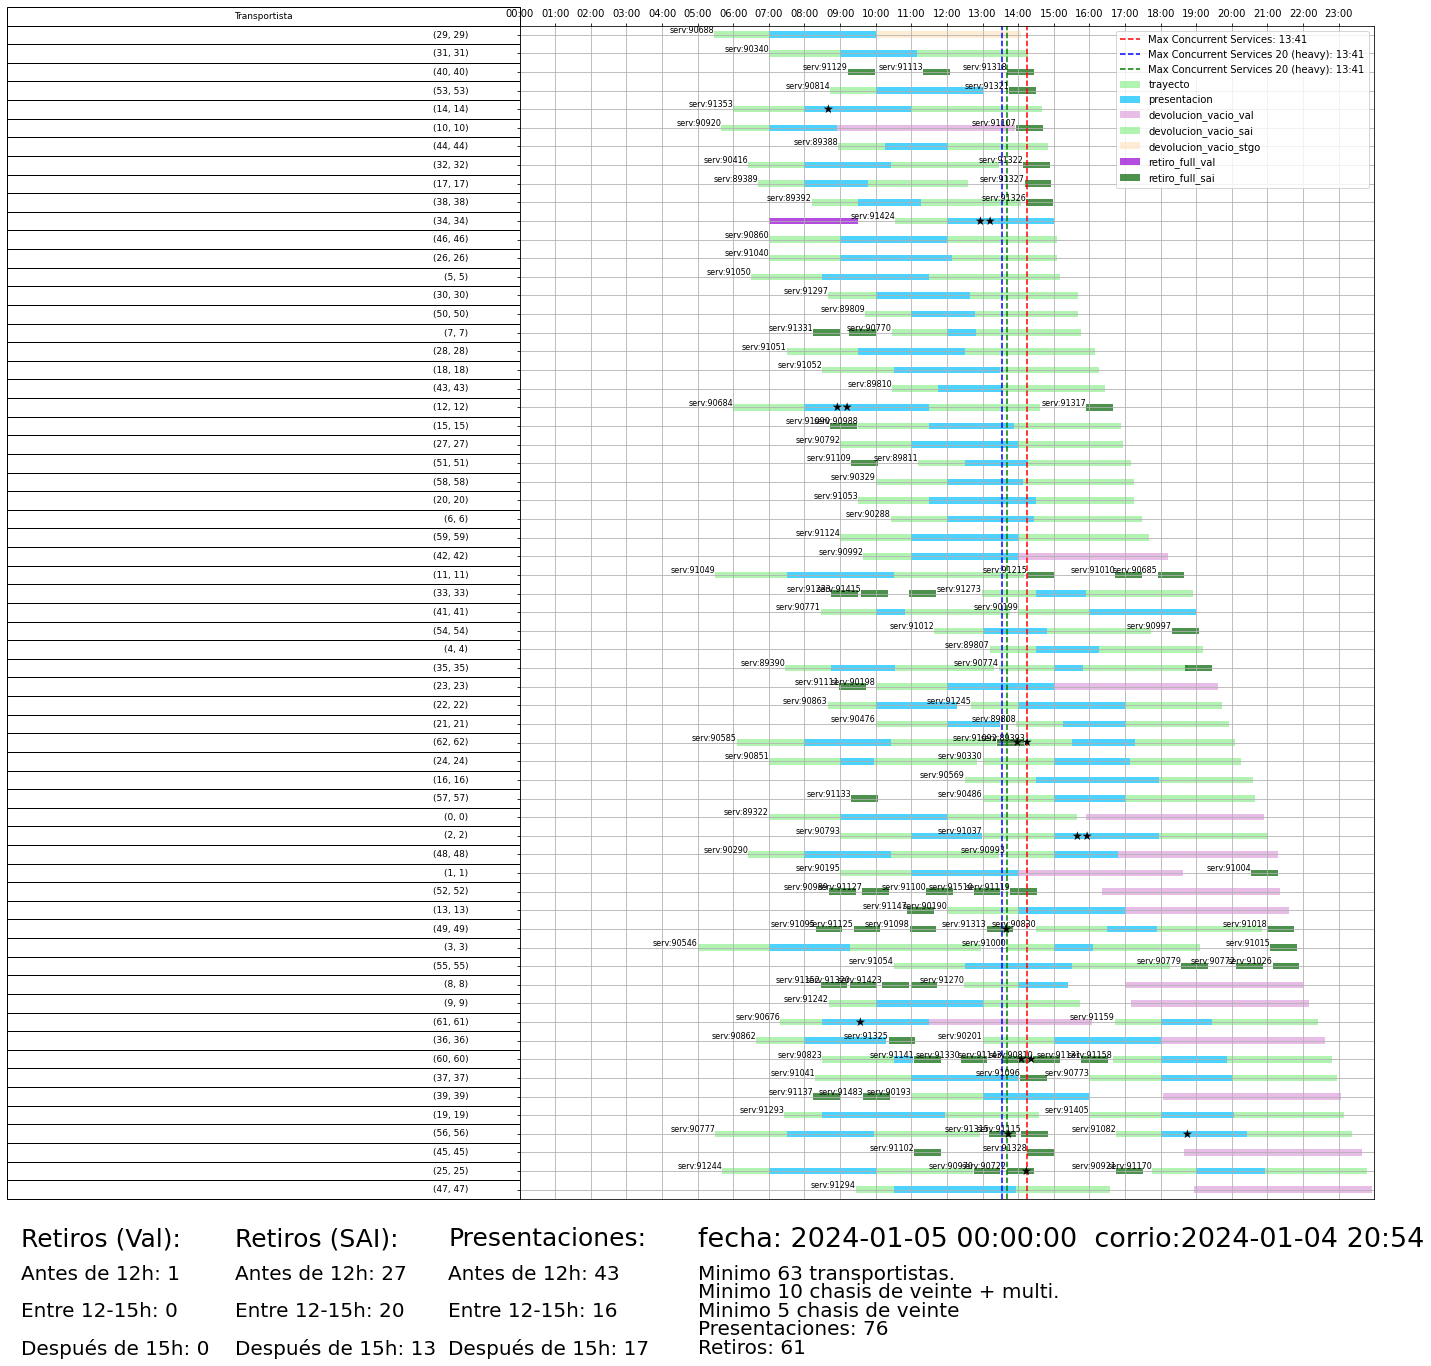 Transportista 00:00 01:00 02:00 03:00 04:00 05:00 06:00 07:00 08:00 09:00 10:00 11:00 12:00 13:00 14:00 15:00 16:00 17:00 18:00 19:00 20:00 21:00 22:00 23:00
Max Concurrent Services: 13:41
Max Concurrent Services 20 (heavy): 13:41
Max Concurrent Services 20 (heavy): 13:41
trayecto
presentacion
devolucion_vacio_val
devolucion_vacio_sai
devolucion_vacio_stgo
retiro_full_val
retiro_full_sai
(29, 29) serv:90688
(31, 31) serv:90340
(40, 40) serv:91129 serv:91113 serv:91318
(53, 53) serv:90814 serv:91321
(14, 14) serv:91353
(10, 10) serv:90920 serv:91107
(44, 44) serv:89388
(32, 32) serv:90416 serv:91322
(17, 17) serv:89389 serv:91327
(38, 38) serv:89392 serv:91326
(34, 34) serv:91424
(46, 46) serv:90860
(26, 26) serv:91040
(5, 5) serv:91050
(30, 30) serv:91297
(50, 50) serv:89809
(7, 7) serv:91331 serv:90770
(28, 28) serv:91051
(18, 18) serv:91052
(43, 43) serv:89810
(12, 12) serv:90684 serv:91317
(15, 15) serv:90988
(27, 27) serv:90792
(51, 51) serv:91109 serv:89811
(58, 58) serv:90329
(20, 20) serv:91053
(6, 6) serv:90288
(59, 59) serv:91124
(42, 42) serv:90992
(11, 11) serv:91049 serv:91215 serv:91010 serv:90685
(33, 33) serv:91415 serv:91273
(41, 41) serv:90771 serv:90199
(54, 54) serv:91012 serv:90997
(4, 4) serv:89807
(35, 35) serv:89390 serv:90774
(23, 23) serv:90198
(22, 22) serv:90863 serv:91245
(21, 21) serv:90476 serv:89808
(62, 62) serv:90585 serv:89393
(24, 24) serv:90851 serv:90330
(16, 16) serv:90569
(57, 57) serv:91133 serv:90486
(0, 0) serv:89322
(2, 2) serv:90793 serv:91037
(48, 48) serv:90290 serv:90993
(1, 1) serv:90195 serv:91004
(52, 52) serv:91127 serv:91100 serv:91119
(13, 13) serv:91147 serv:90190
(49, 49) serv:91095 serv:91125 serv:91098 serv:91313 serv:90830 serv:91018
(3, 3) serv:90546 serv:91000 serv:91015
(55, 55) serv:91054 serv:90779 serv:91026
(8, 8) serv:91423 serv:91270
(9, 9) serv:91242
(61, 61) serv:90676 serv:91159
(36, 36) serv:90862 serv:91325 serv:90201
(60, 60) serv:90823 serv:91141 serv:91330 serv:91158
(37, 37) serv:91041 serv:91096 serv:90773
(39, 39) serv:91137 serv:91483 serv:90193
(19, 19) serv:91293 serv:91405
(56, 56) serv:90777 serv:91115 serv:91082
(45, 45) serv:91102 serv:91328
(25, 25) serv:91244 serv:91170
(47, 47) serv:91294
Retiros (Val): Retiros (SAI): Presentaciones: fecha: 2024-01-05 00:00:00 corrio:2024-01-04 20:54
Antes de 12h: 1 Antes de 12h: 27 Antes de 12h: 43 Minimo 63 transportistas.
Minimo 10 chasis de veinte + multi.
Entre 12-15h: 0 Entre 12-15h: 20 Entre 12-15h: 16 Minimo 5 chasis de veinte
Presentaciones: 76
Después de 15h: 0 Después de 15h: 13 Después de 15h: 17 Retiros: 61